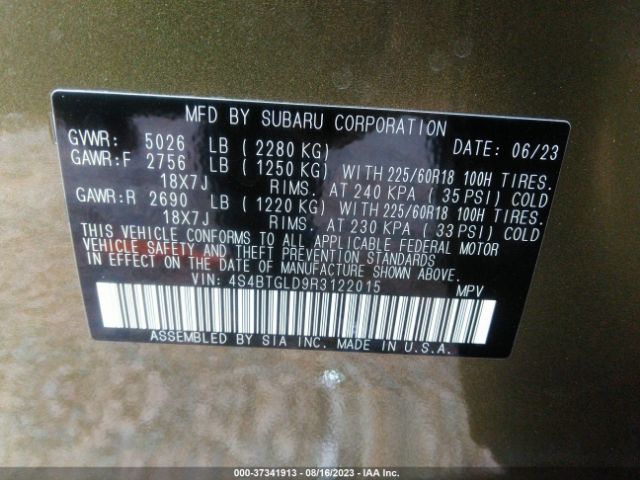 MFD BY SUBARU CORPORATION
GVWR: 5026 LB (2280 KG) DATE: 06/23
GAWR:F 2756 LB (1250 KG) WITH 225/60R18 100H TIRES.
18X7J RIMS. AT 240 KPA (35 PSI) COLD
GAWR:R 2690 LB (1220 KG) WITH 225/60R18 100H TIRES.
18X7J RIMS. AT 230 KPA (33 PSI) COLD
THIS VEHICLE CONFORMS TO ALL APPLICABLE FEDERAL MOTOR
VEHICLE SAFETY AND THEFT PREVENTION STANDARDS
IN EFFECT ON THE DATE OF MANUFACTURE SHOWN ABOVE.
VIN: 4S4BTGLD9R3122015 MPV
ASSEMBLED BY SIA INC. MADE IN U.S.A.
000-37341913 - 08/16/2023 - IAA Inc.